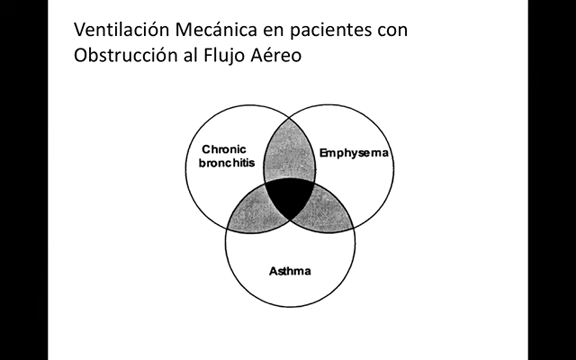 Ventilación Mecánica en pacientes con
Obstrucción al Flujo Aéreo
Chronic
bronchitis
Emphysema
Asthma